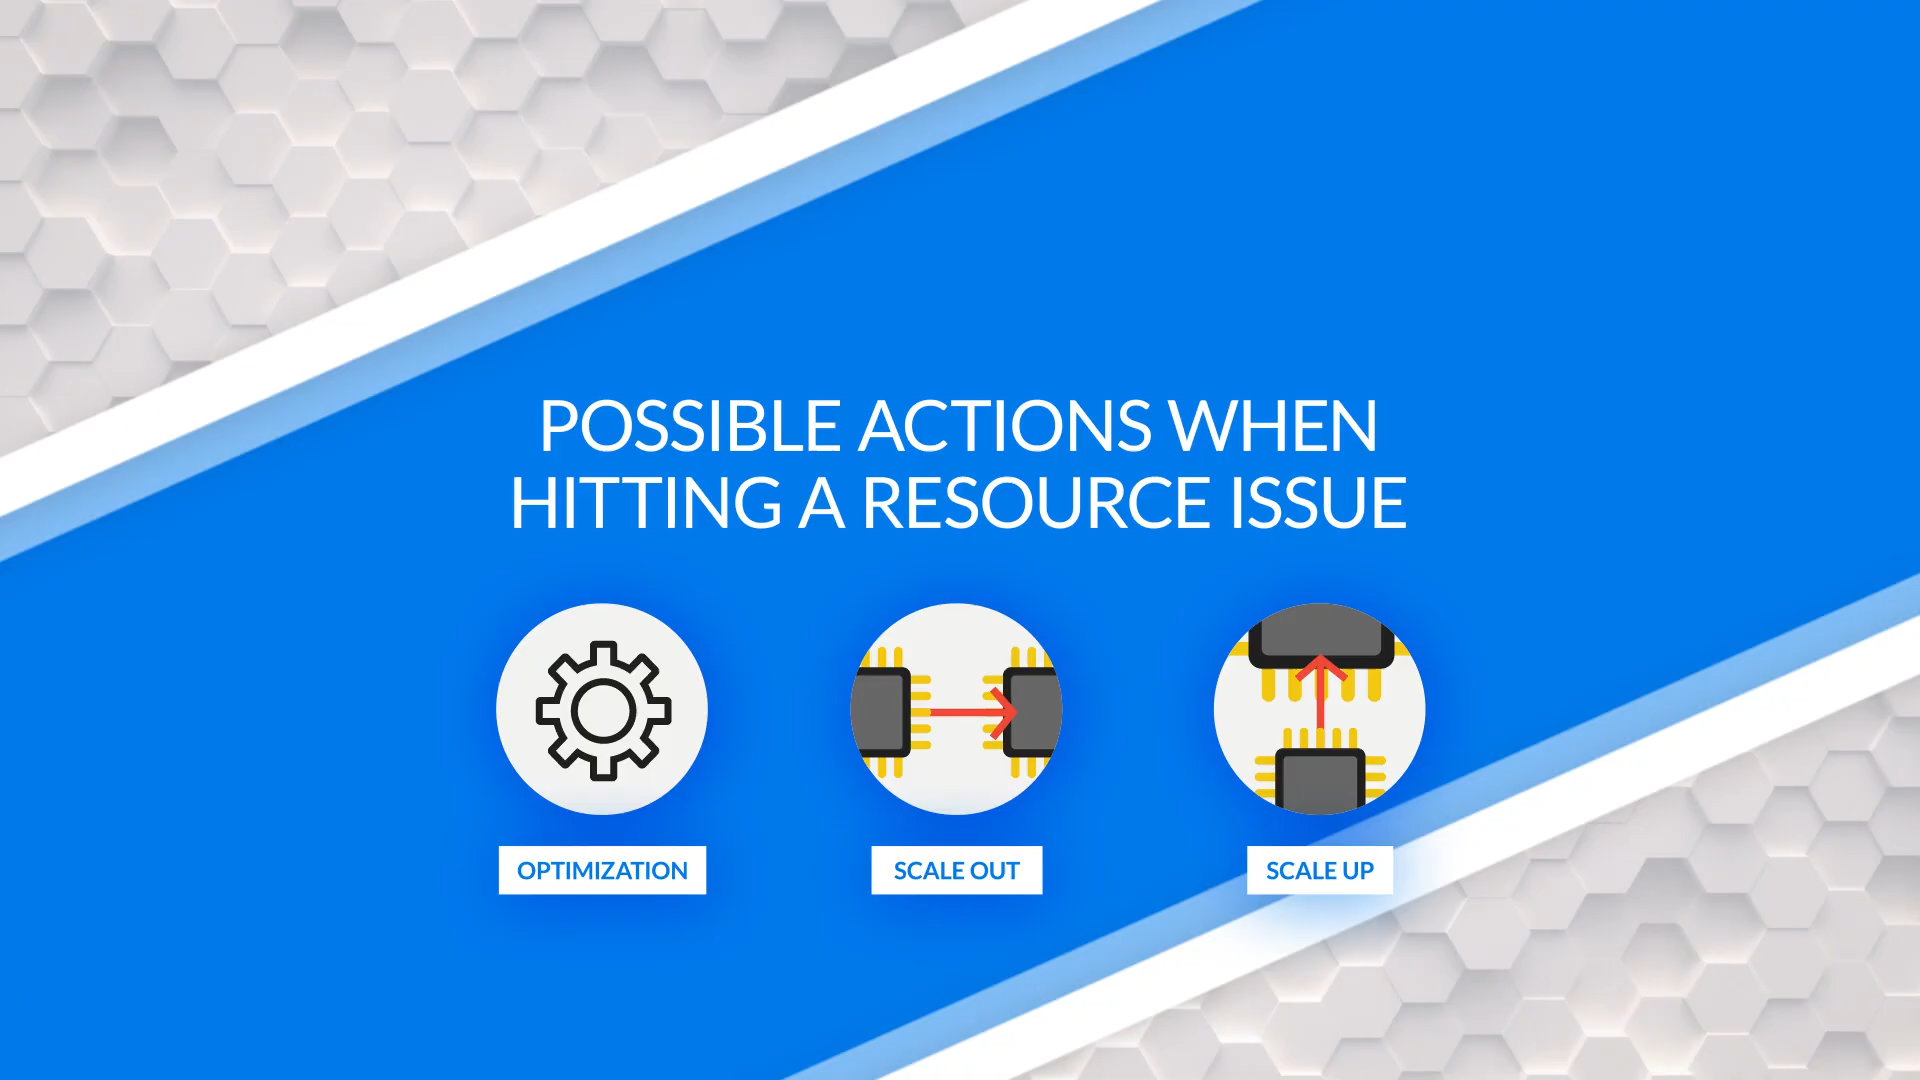 POSSIBLE ACTIONS WHEN
HITTING A RESOURCE ISSUE
OPTIMIZATION
SCALE OUT
SCALE UP